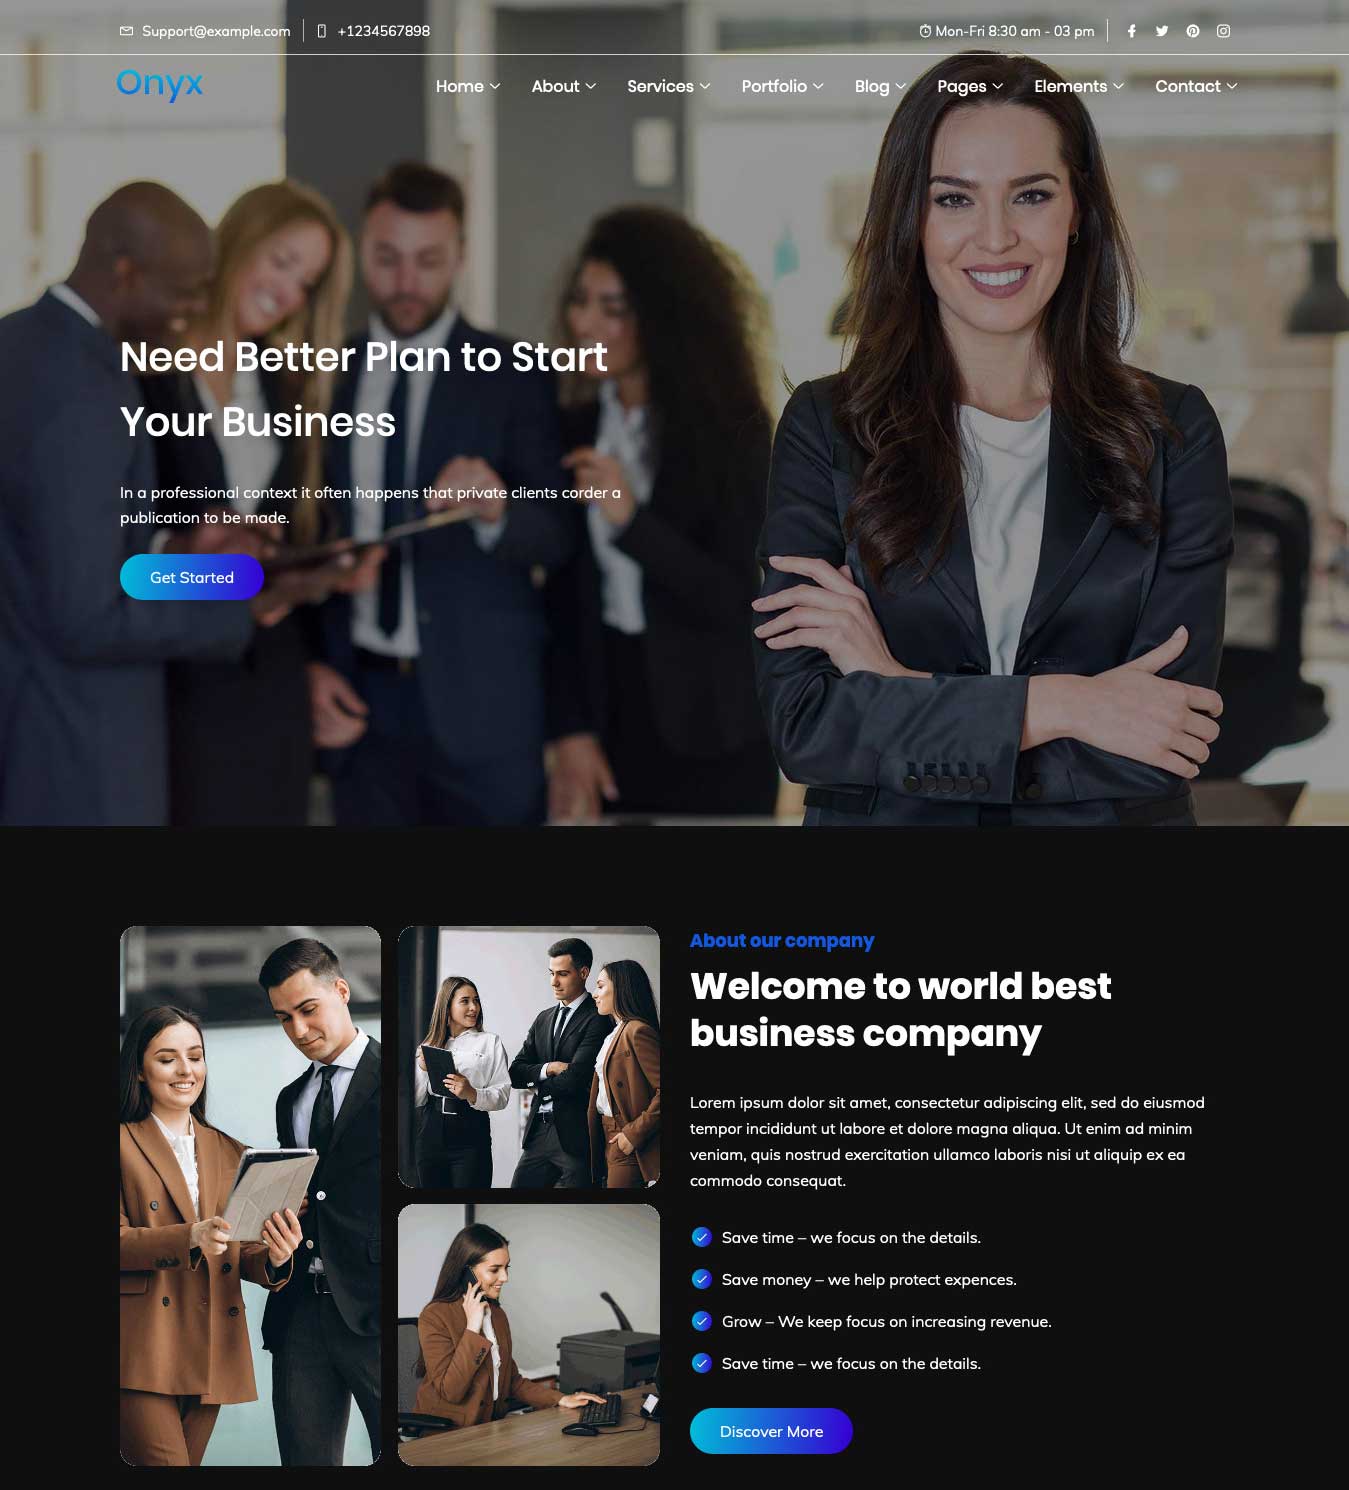 Support@example.com
+1234567898
Mon-Fri 8:30 am - 03 pm
Onyx
Home
About
Services
Portfolio
Blog
Pages
Elements
Contact
Need Better Plan to Start
Your Business
In a professional context it often happens that private clients corder a
publication to be made.
Get Started
About our company
Welcome to world best
business company
Lorem ipsum dolor sit amet, consectetur adipiscing elit, sed do eiusmod
tempor incididunt ut labore et dolore magna aliqua. Ut enim ad minim
veniam, quis nostrud exercitation ullamco laboris nisi ut aliquip ex ea
commodo consequat.
Save time – we focus on the details.
Save money – we help protect expences.
Grow – We keep focus on increasing revenue.
Save time – we focus on the details.
Discover More